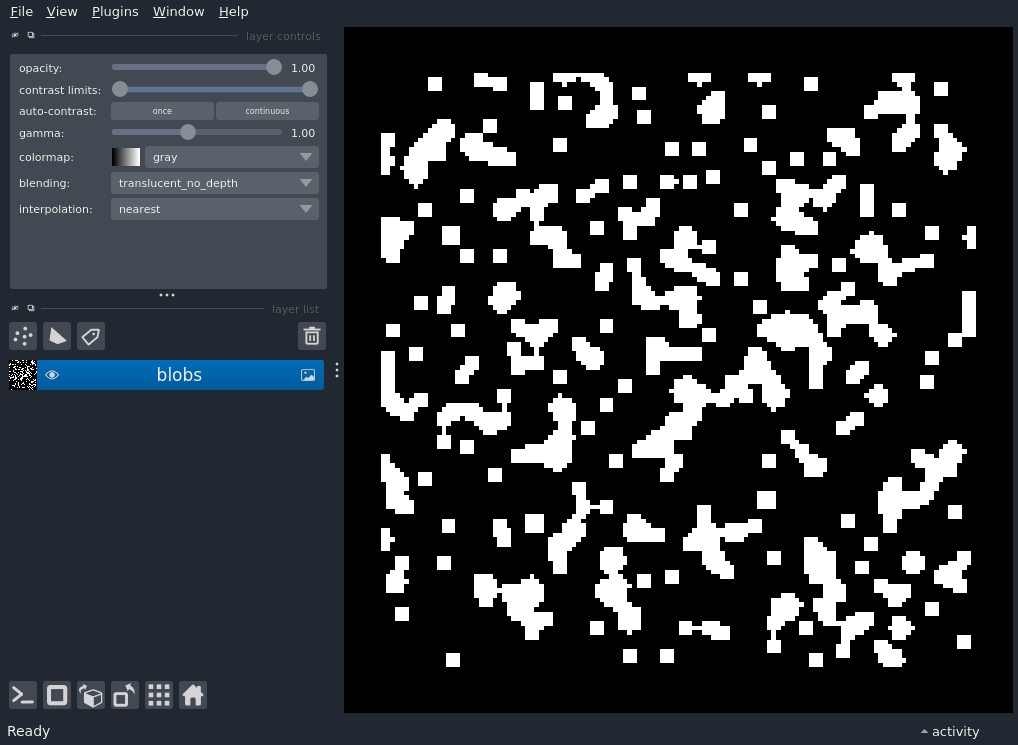 File View Plugins Window Help
layer controls
opacity: 1.00
contrast limits:
auto-contrast: once continuous
gamma: 1.00
colormap: gray
blending: translucent_no_depth
interpolation: nearest
layer list
blobs
Ready activity